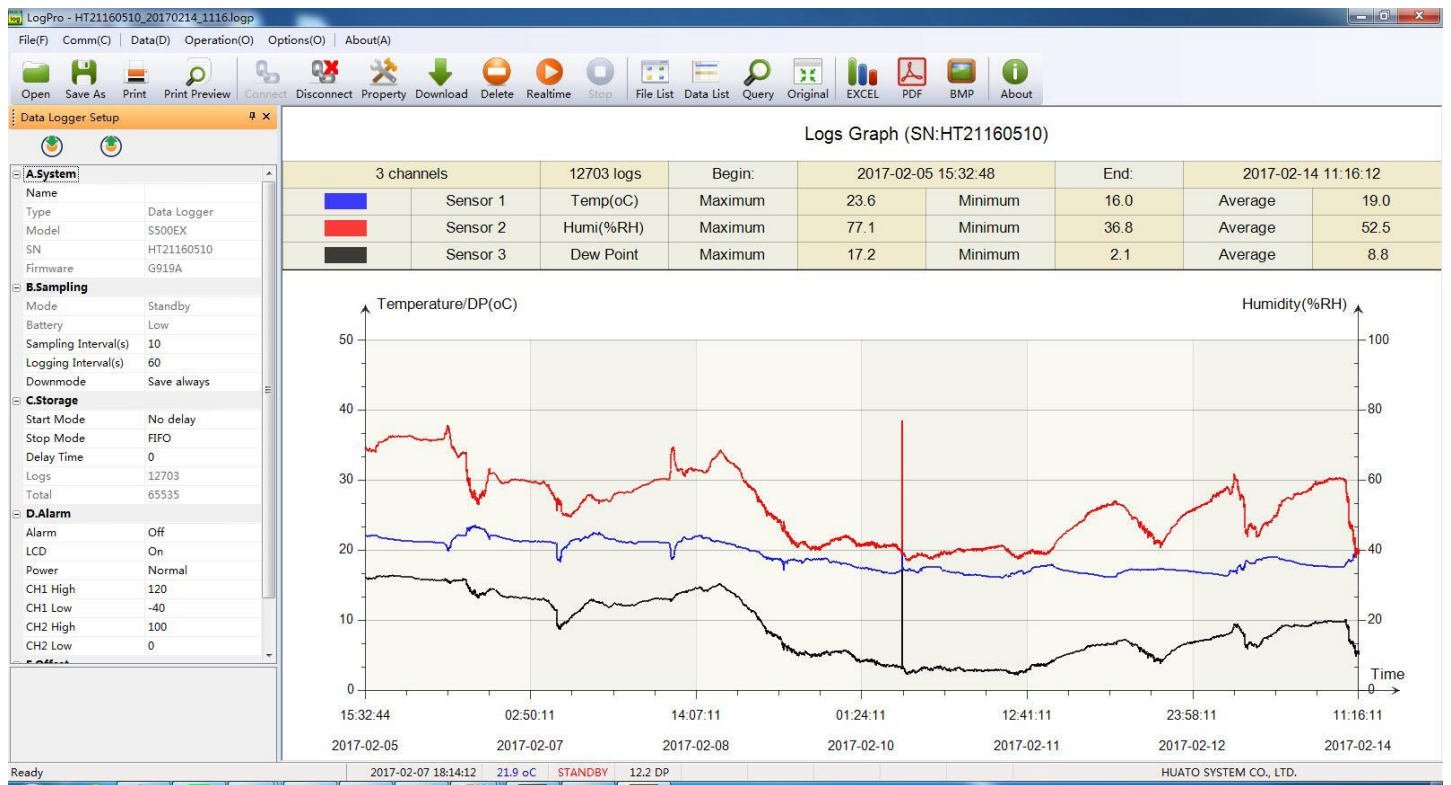 LogPro - HT21160510_20170214_1116.logp
File(F) Comm(C) Data(D) Operation(O) Options(O) About(A)
Open Save As Print Print Preview Connect Disconnect Property Download Delete Realtime Stop File List Data List Query Original EXCEL PDF BMP About
Data Logger Setup
A.System
Name
Type Data Logger
Model S500EX
SN HT21160510
Firmware G919A
B.Sampling
Mode Standby
Battery Low
Sampling Interval(s) 10
Logging Interval(s) 60
Downmode Save always
C.Storage
Start Mode No delay
Stop Mode FIFO
Delay Time 0
Logs 12703
Total 65535
D.Alarm
Alarm Off
LCD On
Power Normal
CH1 High 120
CH1 Low -40
CH2 High 100
CH2 Low 0
Logs Graph (SN:HT21160510)
3 channels 12703 logs Begin: 2017-02-05 15:32:48 End: 2017-02-14 11:16:12
Sensor 1 Temp(oC) Maximum 23.6 Minimum 16.0 Average 19.0
Sensor 2 Humi(%RH) Maximum 77.1 Minimum 36.8 Average 52.5
Sensor 3 Dew Point Maximum 17.2 Minimum 2.1 Average 8.8
Temperature/DP(oC) Humidity(%RH)
50 100
40 80
30 60
20 40
10 20
Time
0 0
15:32:44 02:50:11 14:07:11 01:24:11 12:41:11 23:58:11 11:16:11
2017-02-05 2017-02-07 2017-02-08 2017-02-10 2017-02-11 2017-02-12 2017-02-14
Ready 2017-02-07 18:14:12 21.9 oC STANDBY 12.2 DP HUATO SYSTEM CO., LTD.